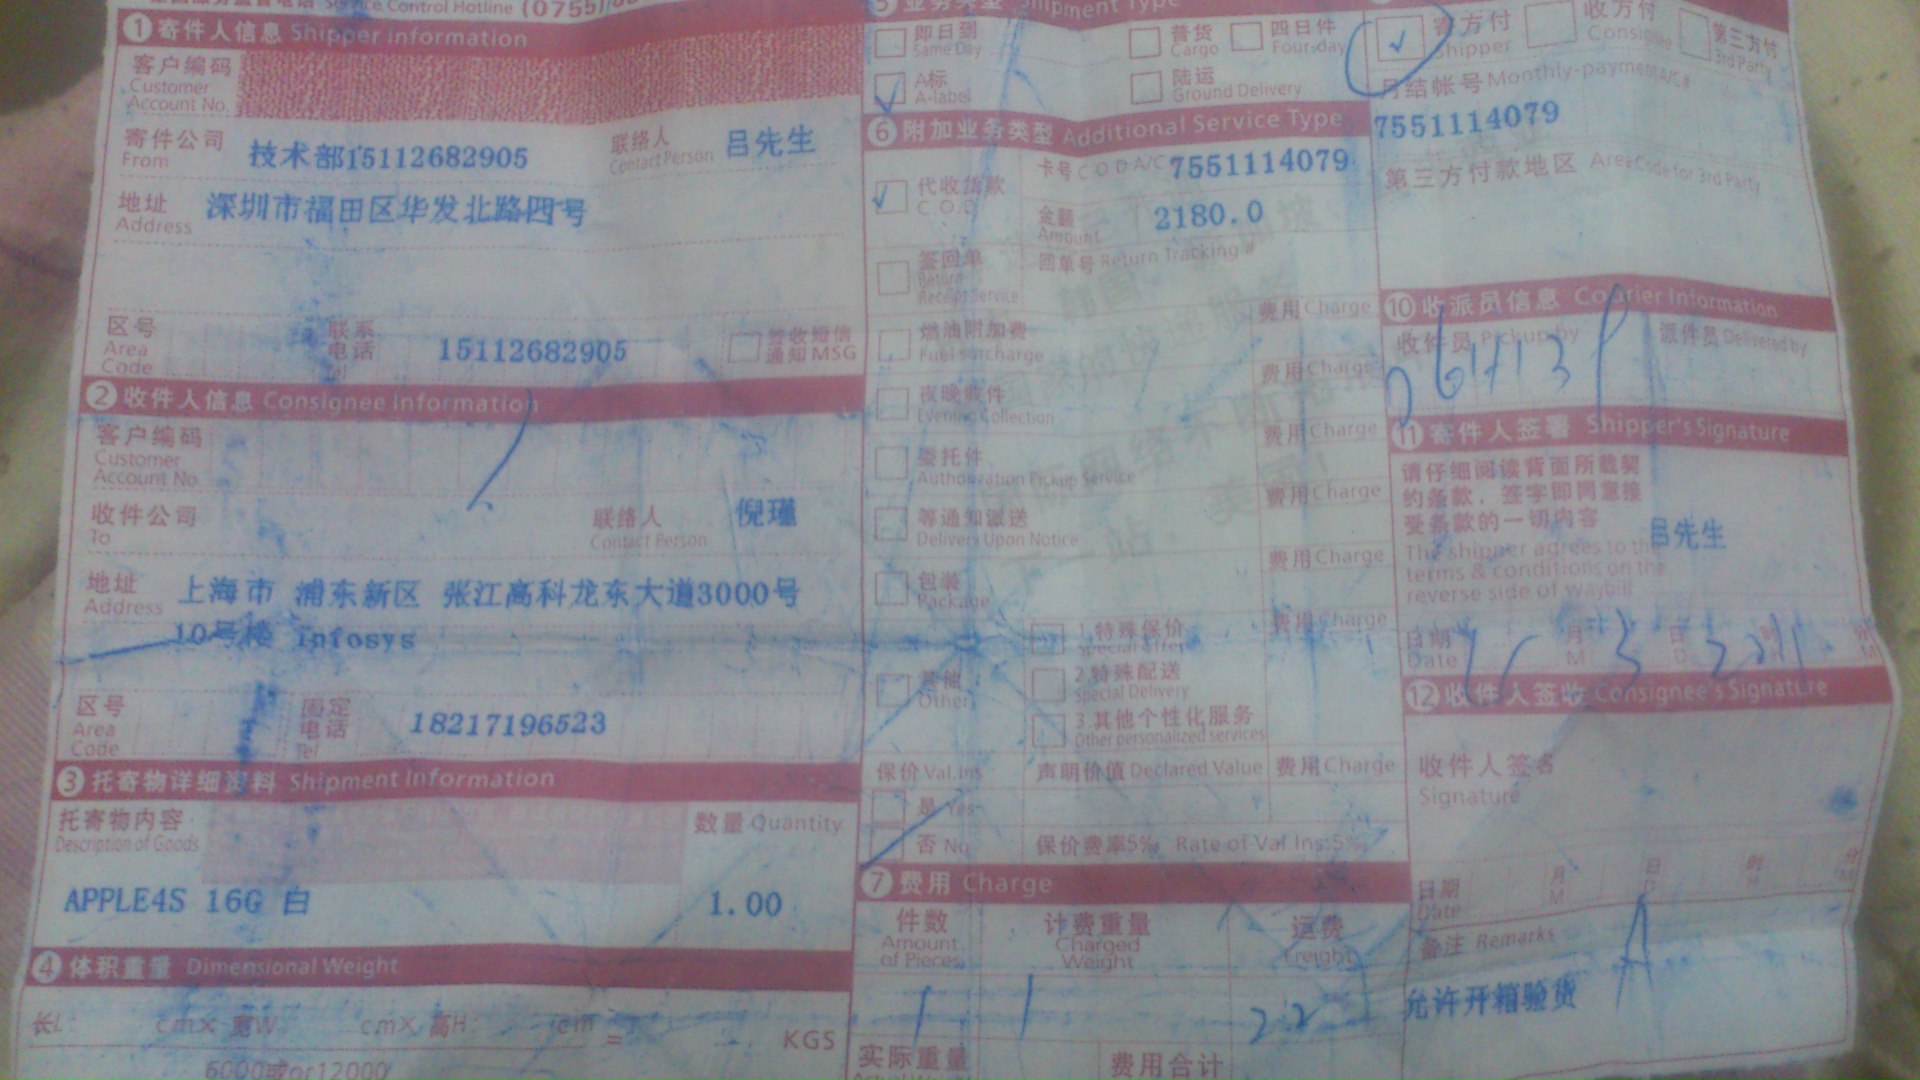 Service Control Hotline (0755)
① 寄件人信息 Shipper Information
客户编码
Customer
Account No.
寄件公司
From
技术部15112682905
联络人
Contact Person
吕先生
地址
Address
深圳市福田区华发北路四号
区号
Area
Code
联系
电话
Tel
15112682905
签收短信
通知MSG
② 收件人信息 Consignee Information
客户编码
Customer
Account No.
收件公司
To
联络人
Contact Person
倪瑾
地址
Address
上海市 浦东新区 张江高科龙东大道3000号
10号楼 infosys
区号
Area
Code
固定
电话
Tel
18217196523
③ 托寄物详细资料 Shipment Information
托寄物内容
Description of Goods
数量 Quantity
APPLE4S 16G 白
1.00
④ 体积重量 Dimensional Weight
长L: cm× 宽W: cm× 高H: cm = KGS
6000或or12000
5 业务类型 Shipment Type
即日到
Same Day
普货
Cargo
四日件
Four-day
A标
A-label
陆运
Ground Delivery
⑥ 附加业务类型 Additional Service Type
代收货款
C.O.D
卡号 C O D A/C 7551114079
金额
Amount
2180.0
签回单
Return
Receipt Service
回单号 Return Tracking #
费用 Charge
燃油附加费
Fuel surcharge
费用 Charge
夜晚收件
Evening Collection
费用 Charge
委托件
Authorization Pickup Service
费用 Charge
等通知派送
Delivery Upon Notice
费用 Charge
包装
Package
费用 Charge
其他
Other
1.特殊保价
Special offer
2.特殊配送
Special Delivery
3.其他个性化服务
Other personalized services
保价 Val.Ins
声明价值 Declared Value
费用 Charge
是 Yes
否 No
保价费率5‰ Rate of Val Ins:5‰
⑦ 费用 Charge
件数
Amount
of Pieces
计费重量
Charged
Weight
运费
Freight
1
1
22
实际重量
费用合计
寄方付
Shipper
收方付
Consignee
第三方付
3rd Party
月结帐号 Monthly-payment A/C#
7551114079
第三方付款地区 Area Code for 3rd Party
⑩ 收派员信息 Courier Information
收件员 Pickup by
派件员 Delivered by
⑪ 寄件人签署 Shipper's Signature
请仔细阅读背面所载契
约条款，签字即同意接
受条款的一切内容
The shipper agrees to the
terms & conditions on the
reverse side of waybill
吕先生
日期
Date
月
M
日
D
时
分
M
⑫ 收件人签收 Consignee's Signature
收件人签名
Signature
日期
Date
月
M
日
D
时
H
分
M
备注 Remarks
允许开箱验货